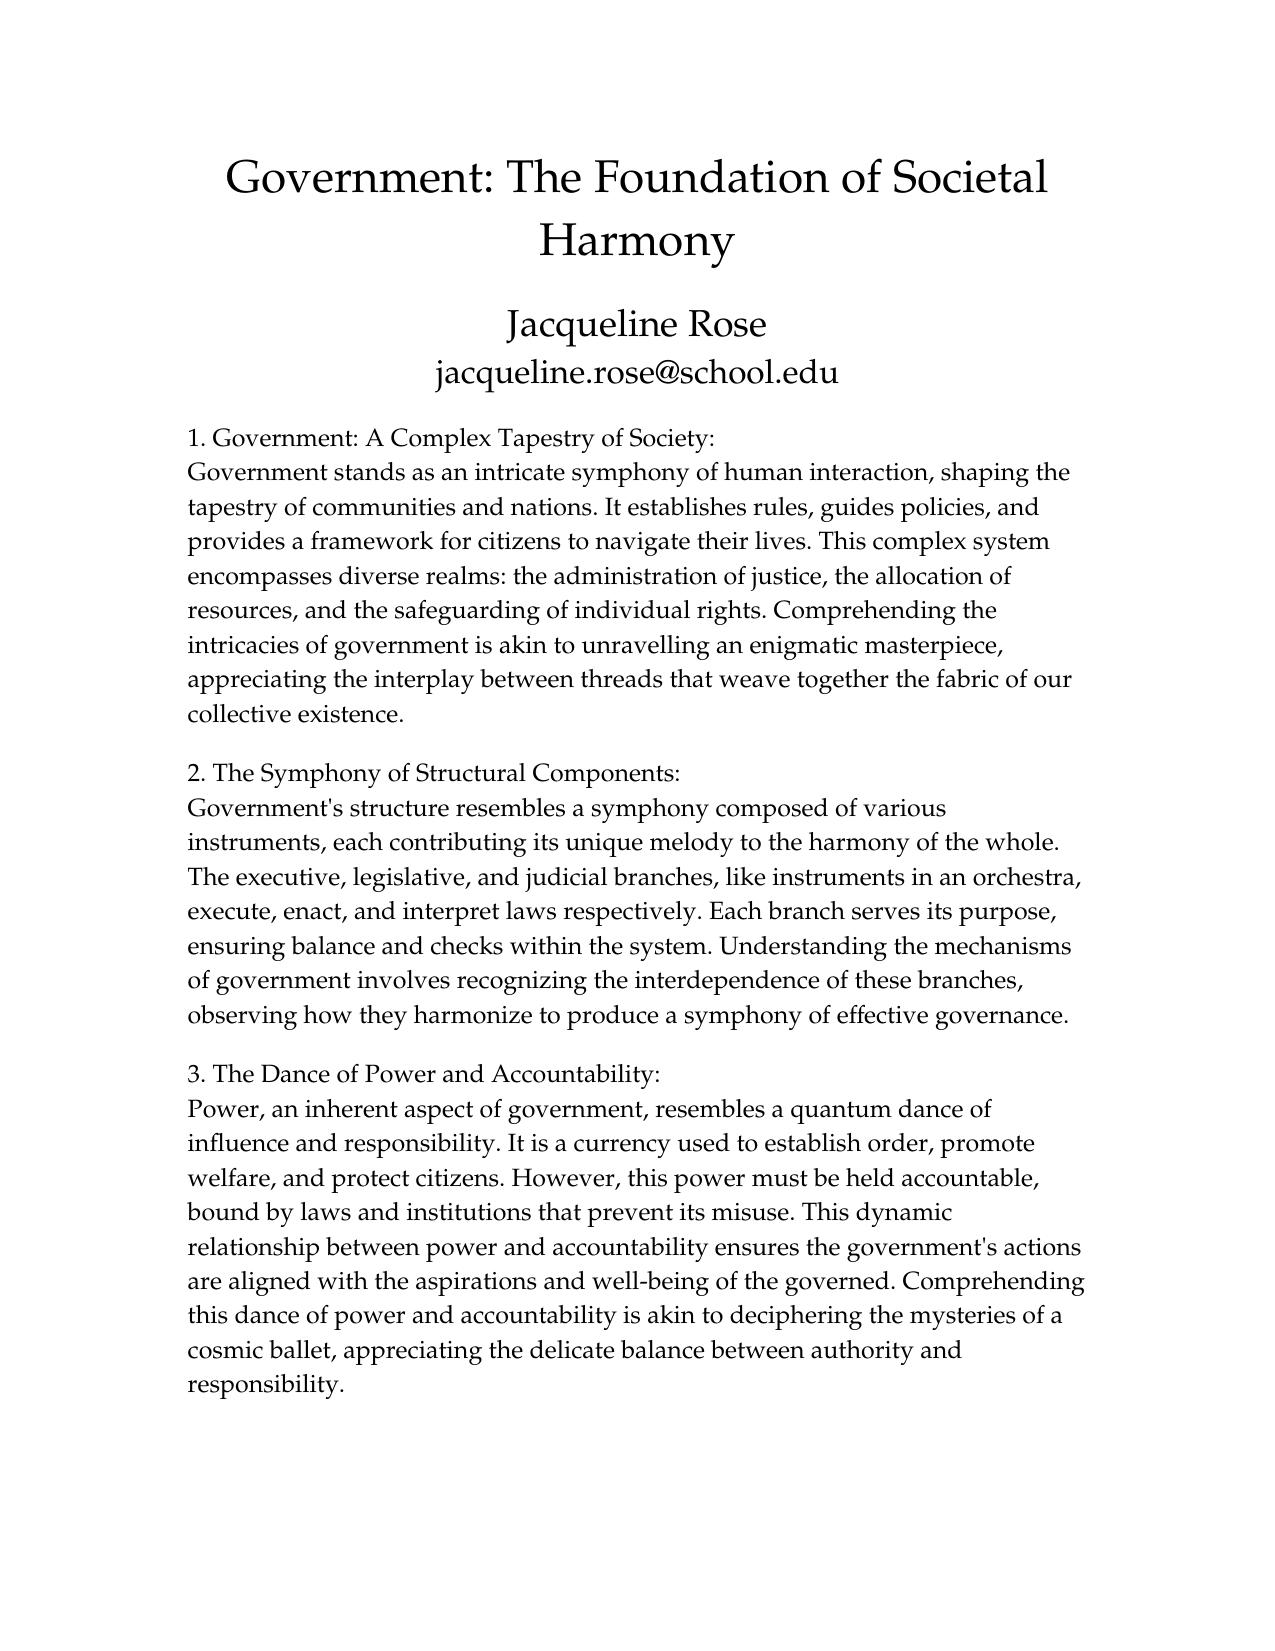 Government: The Foundation of Societal
Harmony
Jacqueline Rose
jacqueline.rose@school.edu
1. Government: A Complex Tapestry of Society:
Government stands as an intricate symphony of human interaction, shaping the
tapestry of communities and nations. It establishes rules, guides policies, and
provides a framework for citizens to navigate their lives. This complex system
encompasses diverse realms: the administration of justice, the allocation of
resources, and the safeguarding of individual rights. Comprehending the
intricacies of government is akin to unravelling an enigmatic masterpiece,
appreciating the interplay between threads that weave together the fabric of our
collective existence.
2. The Symphony of Structural Components:
Government's structure resembles a symphony composed of various
instruments, each contributing its unique melody to the harmony of the whole.
The executive, legislative, and judicial branches, like instruments in an orchestra,
execute, enact, and interpret laws respectively. Each branch serves its purpose,
ensuring balance and checks within the system. Understanding the mechanisms
of government involves recognizing the interdependence of these branches,
observing how they harmonize to produce a symphony of effective governance.
3. The Dance of Power and Accountability:
Power, an inherent aspect of government, resembles a quantum dance of
influence and responsibility. It is a currency used to establish order, promote
welfare, and protect citizens. However, this power must be held accountable,
bound by laws and institutions that prevent its misuse. This dynamic
relationship between power and accountability ensures the government's actions
are aligned with the aspirations and well-being of the governed. Comprehending
this dance of power and accountability is akin to deciphering the mysteries of a
cosmic ballet, appreciating the delicate balance between authority and
responsibility.